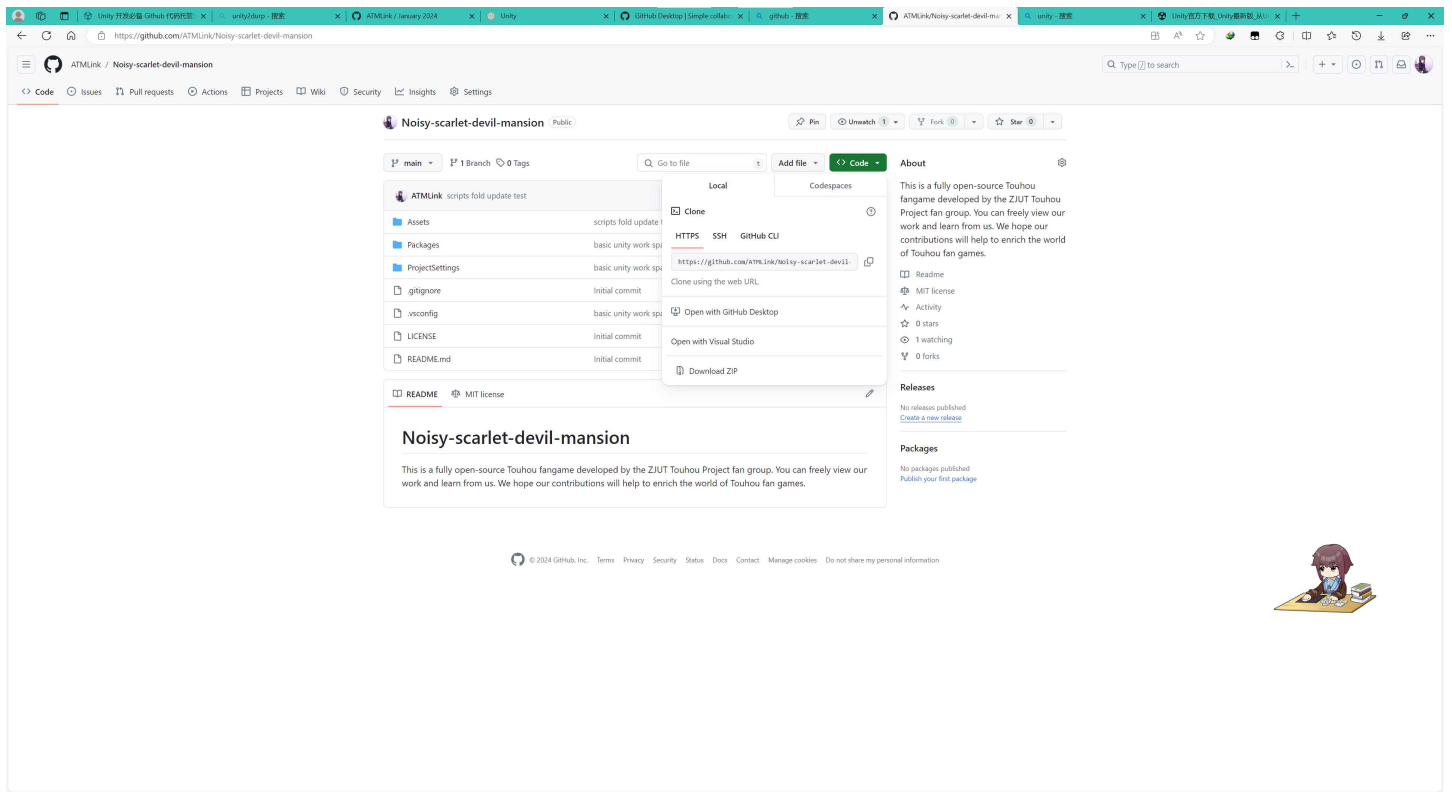 Unity 开发必备 Github 代码托管
unity2durp - 搜索
ATMLink / January 2024
Unity
GitHub Desktop | Simple collabo
github - 搜索
ATMLink/Noisy-scarlet-devil-ma
unity - 搜索
Unity官方下载_Unity最新版_从U
https://github.com/ATMLink/Noisy-scarlet-devil-mansion
ATMLink / Noisy-scarlet-devil-mansion
Type / to search
Code Issues Pull requests Actions Projects Wiki Security Insights Settings
Noisy-scarlet-devil-mansion Public
Pin Unwatch 1 Fork 0 Star 0
main 1 Branch 0 Tags
Go to file t Add file Code
ATMLink scripts fold update test
Assets scripts fold update t
Packages basic unity work spa
ProjectSettings basic unity work spa
.gitignore Initial commit
.vsconfig basic unity work spa
LICENSE Initial commit
README.md Initial commit
Local Codespaces
Clone
HTTPS SSH GitHub CLI
https://github.com/ATMLink/Noisy-scarlet-devil-
Clone using the web URL.
Open with GitHub Desktop
Open with Visual Studio
Download ZIP
README MIT license
Noisy-scarlet-devil-mansion
This is a fully open-source Touhou fangame developed by the ZJUT Touhou Project fan group. You can freely view our
work and learn from us. We hope our contributions will help to enrich the world of Touhou fan games.
About
This is a fully open-source Touhou
fangame developed by the ZJUT Touhou
Project fan group. You can freely view our
work and learn from us. We hope our
contributions will help to enrich the world
of Touhou fan games.
Readme
MIT license
Activity
0 stars
1 watching
0 forks
Releases
No releases published
Create a new release
Packages
No packages published
Publish your first package
© 2024 GitHub, Inc. Terms Privacy Security Status Docs Contact Manage cookies Do not share my personal information